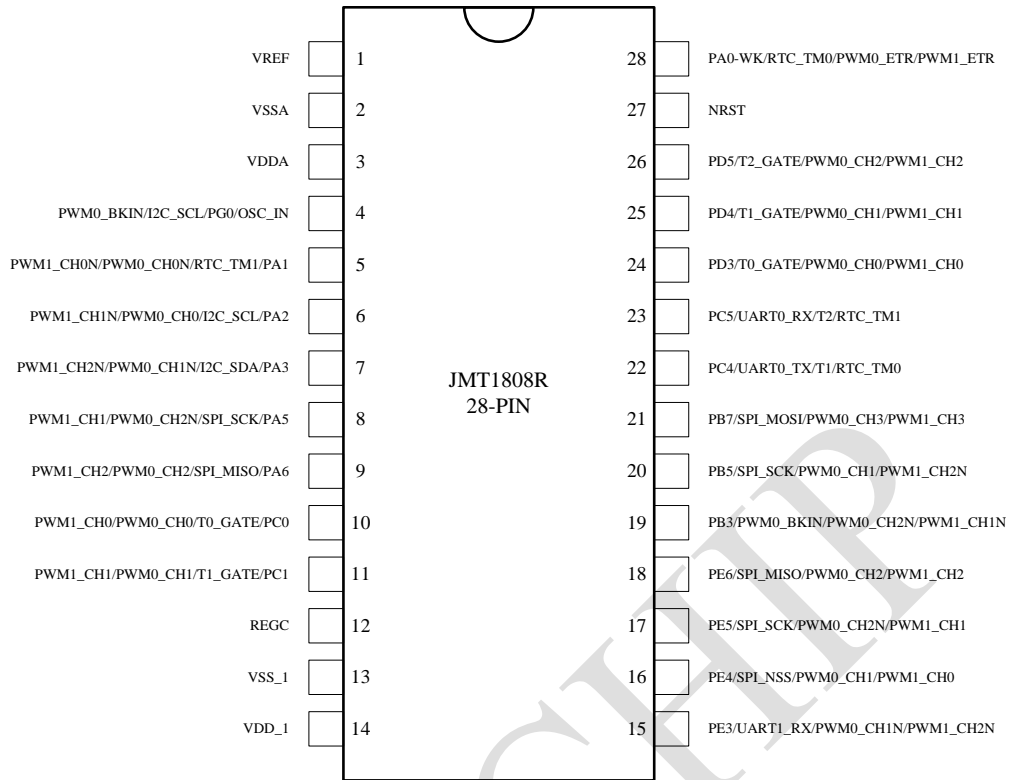 VREF 1 28 PA0-WK/RTC_TM0/PWM0_ETR/PWM1_ETR
VSSA 2 27 NRST
VDDA 3 26 PD5/T2_GATE/PWM0_CH2/PWM1_CH2
PWM0_BKIN/I2C_SCL/PG0/OSC_IN 4 25 PD4/T1_GATE/PWM0_CH1/PWM1_CH1
PWM1_CH0N/PWM0_CH0N/RTC_TM1/PA1 5 24 PD3/T0_GATE/PWM0_CH0/PWM1_CH0
PWM1_CH1N/PWM0_CH0/I2C_SCL/PA2 6 23 PC5/UART0_RX/T2/RTC_TM1
PWM1_CH2N/PWM0_CH1N/I2C_SDA/PA3 7 22 PC4/UART0_TX/T1/RTC_TM0
JMT1808R
28-PIN
PWM1_CH1/PWM0_CH2N/SPI_SCK/PA5 8 21 PB7/SPI_MOSI/PWM0_CH3/PWM1_CH3
PWM1_CH2/PWM0_CH2/SPI_MISO/PA6 9 20 PB5/SPI_SCK/PWM0_CH1/PWM1_CH2N
PWM1_CH0/PWM0_CH0/T0_GATE/PC0 10 19 PB3/PWM0_BKIN/PWM0_CH2N/PWM1_CH1N
PWM1_CH1/PWM0_CH1/T1_GATE/PC1 11 18 PE6/SPI_MISO/PWM0_CH2/PWM1_CH2
REGC 12 17 PE5/SPI_SCK/PWM0_CH2N/PWM1_CH1
VSS_1 13 16 PE4/SPI_NSS/PWM0_CH1/PWM1_CH0
VDD_1 14 15 PE3/UART1_RX/PWM0_CH1N/PWM1_CH2N
CHIP